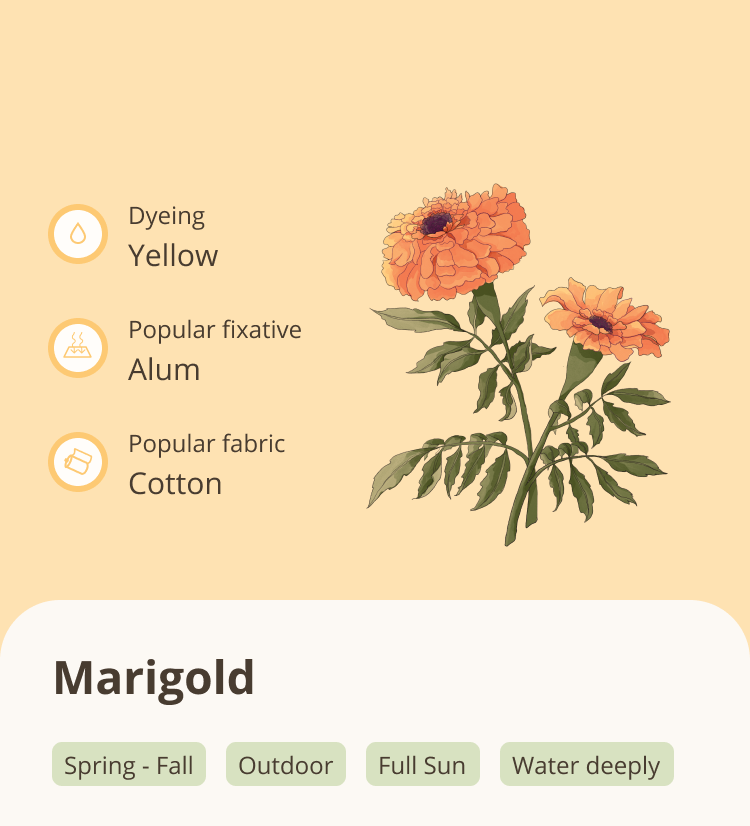 Dyeing
Yellow
Popular fixative
Alum
Popular fabric
Cotton
Marigold
Spring - Fall
Outdoor
Full Sun
Water deeply